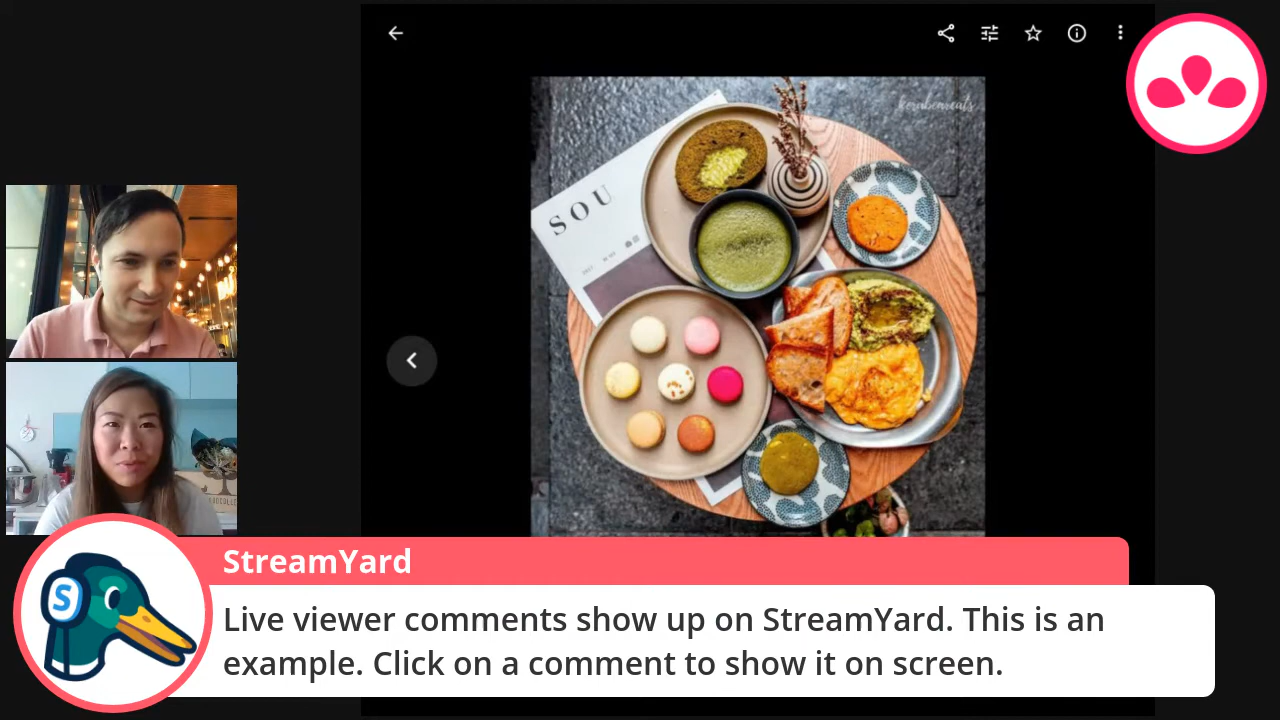 kerabenseats
SOU
S
StreamYard
Live viewer comments show up on StreamYard. This is an
example. Click on a comment to show it on screen.